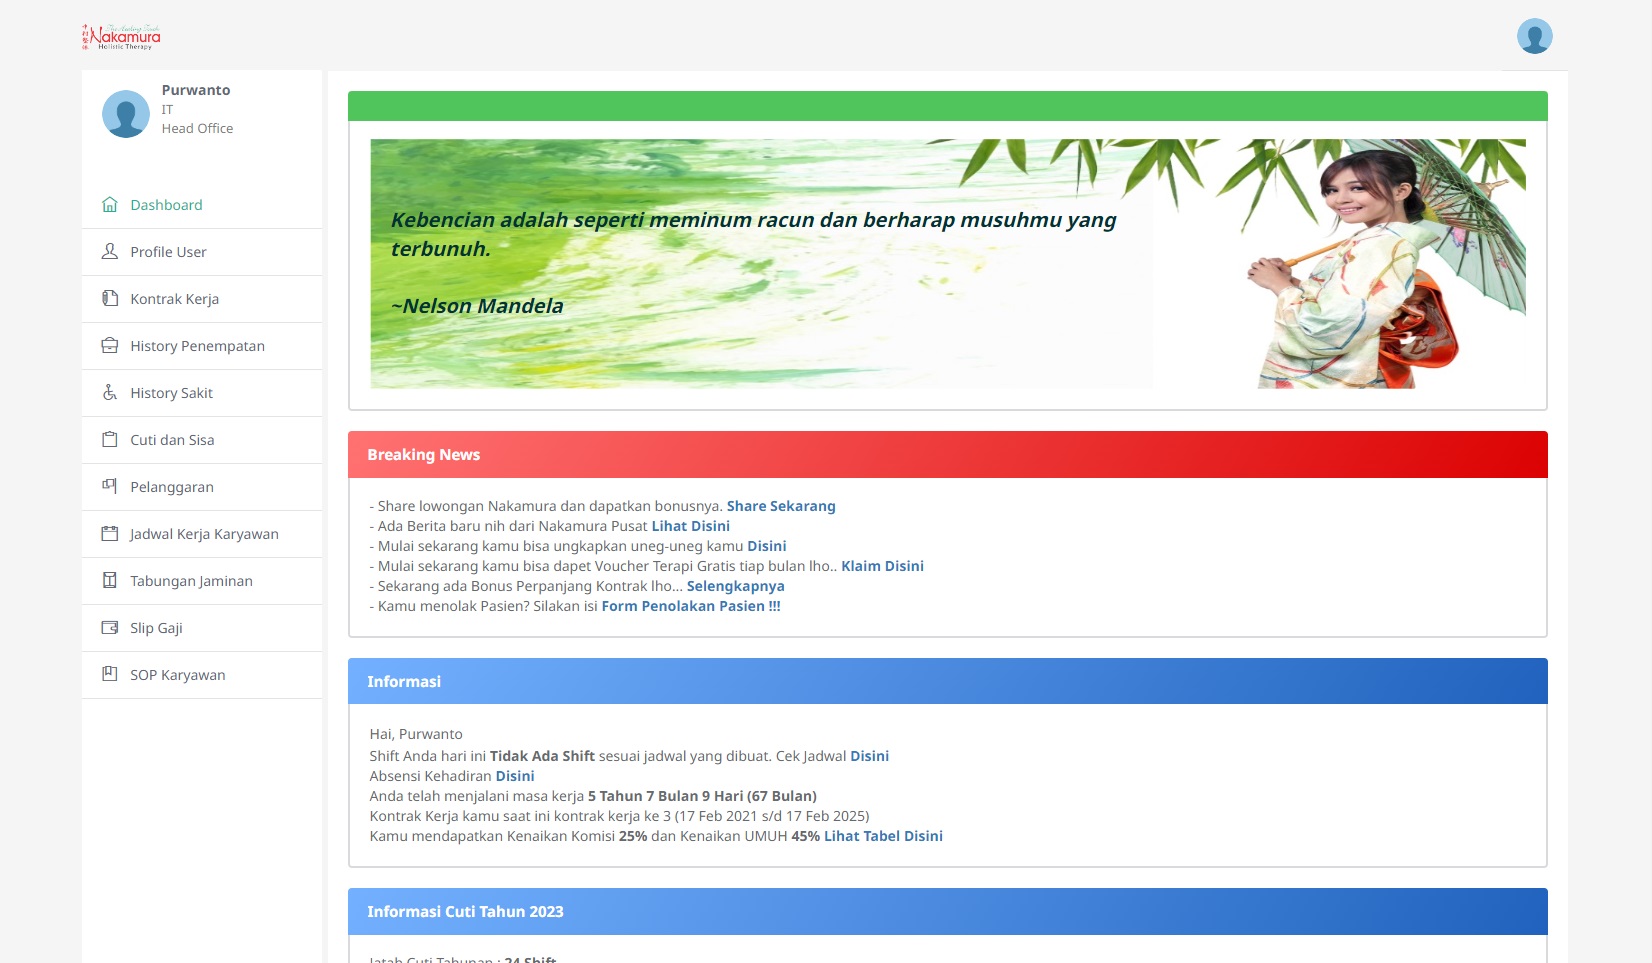 The Healing Touch
Nakamura
Holistic Therapy
Purwanto
IT
Head Office
Dashboard
Profile User
Kontrak Kerja
History Penempatan
History Sakit
Cuti dan Sisa
Pelanggaran
Jadwal Kerja Karyawan
Tabungan Jaminan
Slip Gaji
SOP Karyawan
Kebencian adalah seperti meminum racun dan berharap musuhmu yang
terbunuh.
~Nelson Mandela
Breaking News
- Share lowongan Nakamura dan dapatkan bonusnya. Share Sekarang
- Ada Berita baru nih dari Nakamura Pusat Lihat Disini
- Mulai sekarang kamu bisa ungkapkan uneg-uneg kamu Disini
- Mulai sekarang kamu bisa dapet Voucher Terapi Gratis tiap bulan lho.. Klaim Disini
- Sekarang ada Bonus Perpanjang Kontrak lho... Selengkapnya
- Kamu menolak Pasien? Silakan isi Form Penolakan Pasien !!!
Informasi
Hai, Purwanto
Shift Anda hari ini Tidak Ada Shift sesuai jadwal yang dibuat. Cek Jadwal Disini
Absensi Kehadiran Disini
Anda telah menjalani masa kerja 5 Tahun 7 Bulan 9 Hari (67 Bulan)
Kontrak Kerja kamu saat ini kontrak kerja ke 3 (17 Feb 2021 s/d 17 Feb 2025)
Kamu mendapatkan Kenaikan Komisi 25% dan Kenaikan UMUH 45% Lihat Tabel Disini
Informasi Cuti Tahun 2023
Jatah Cuti Tahunan : 24 Shift